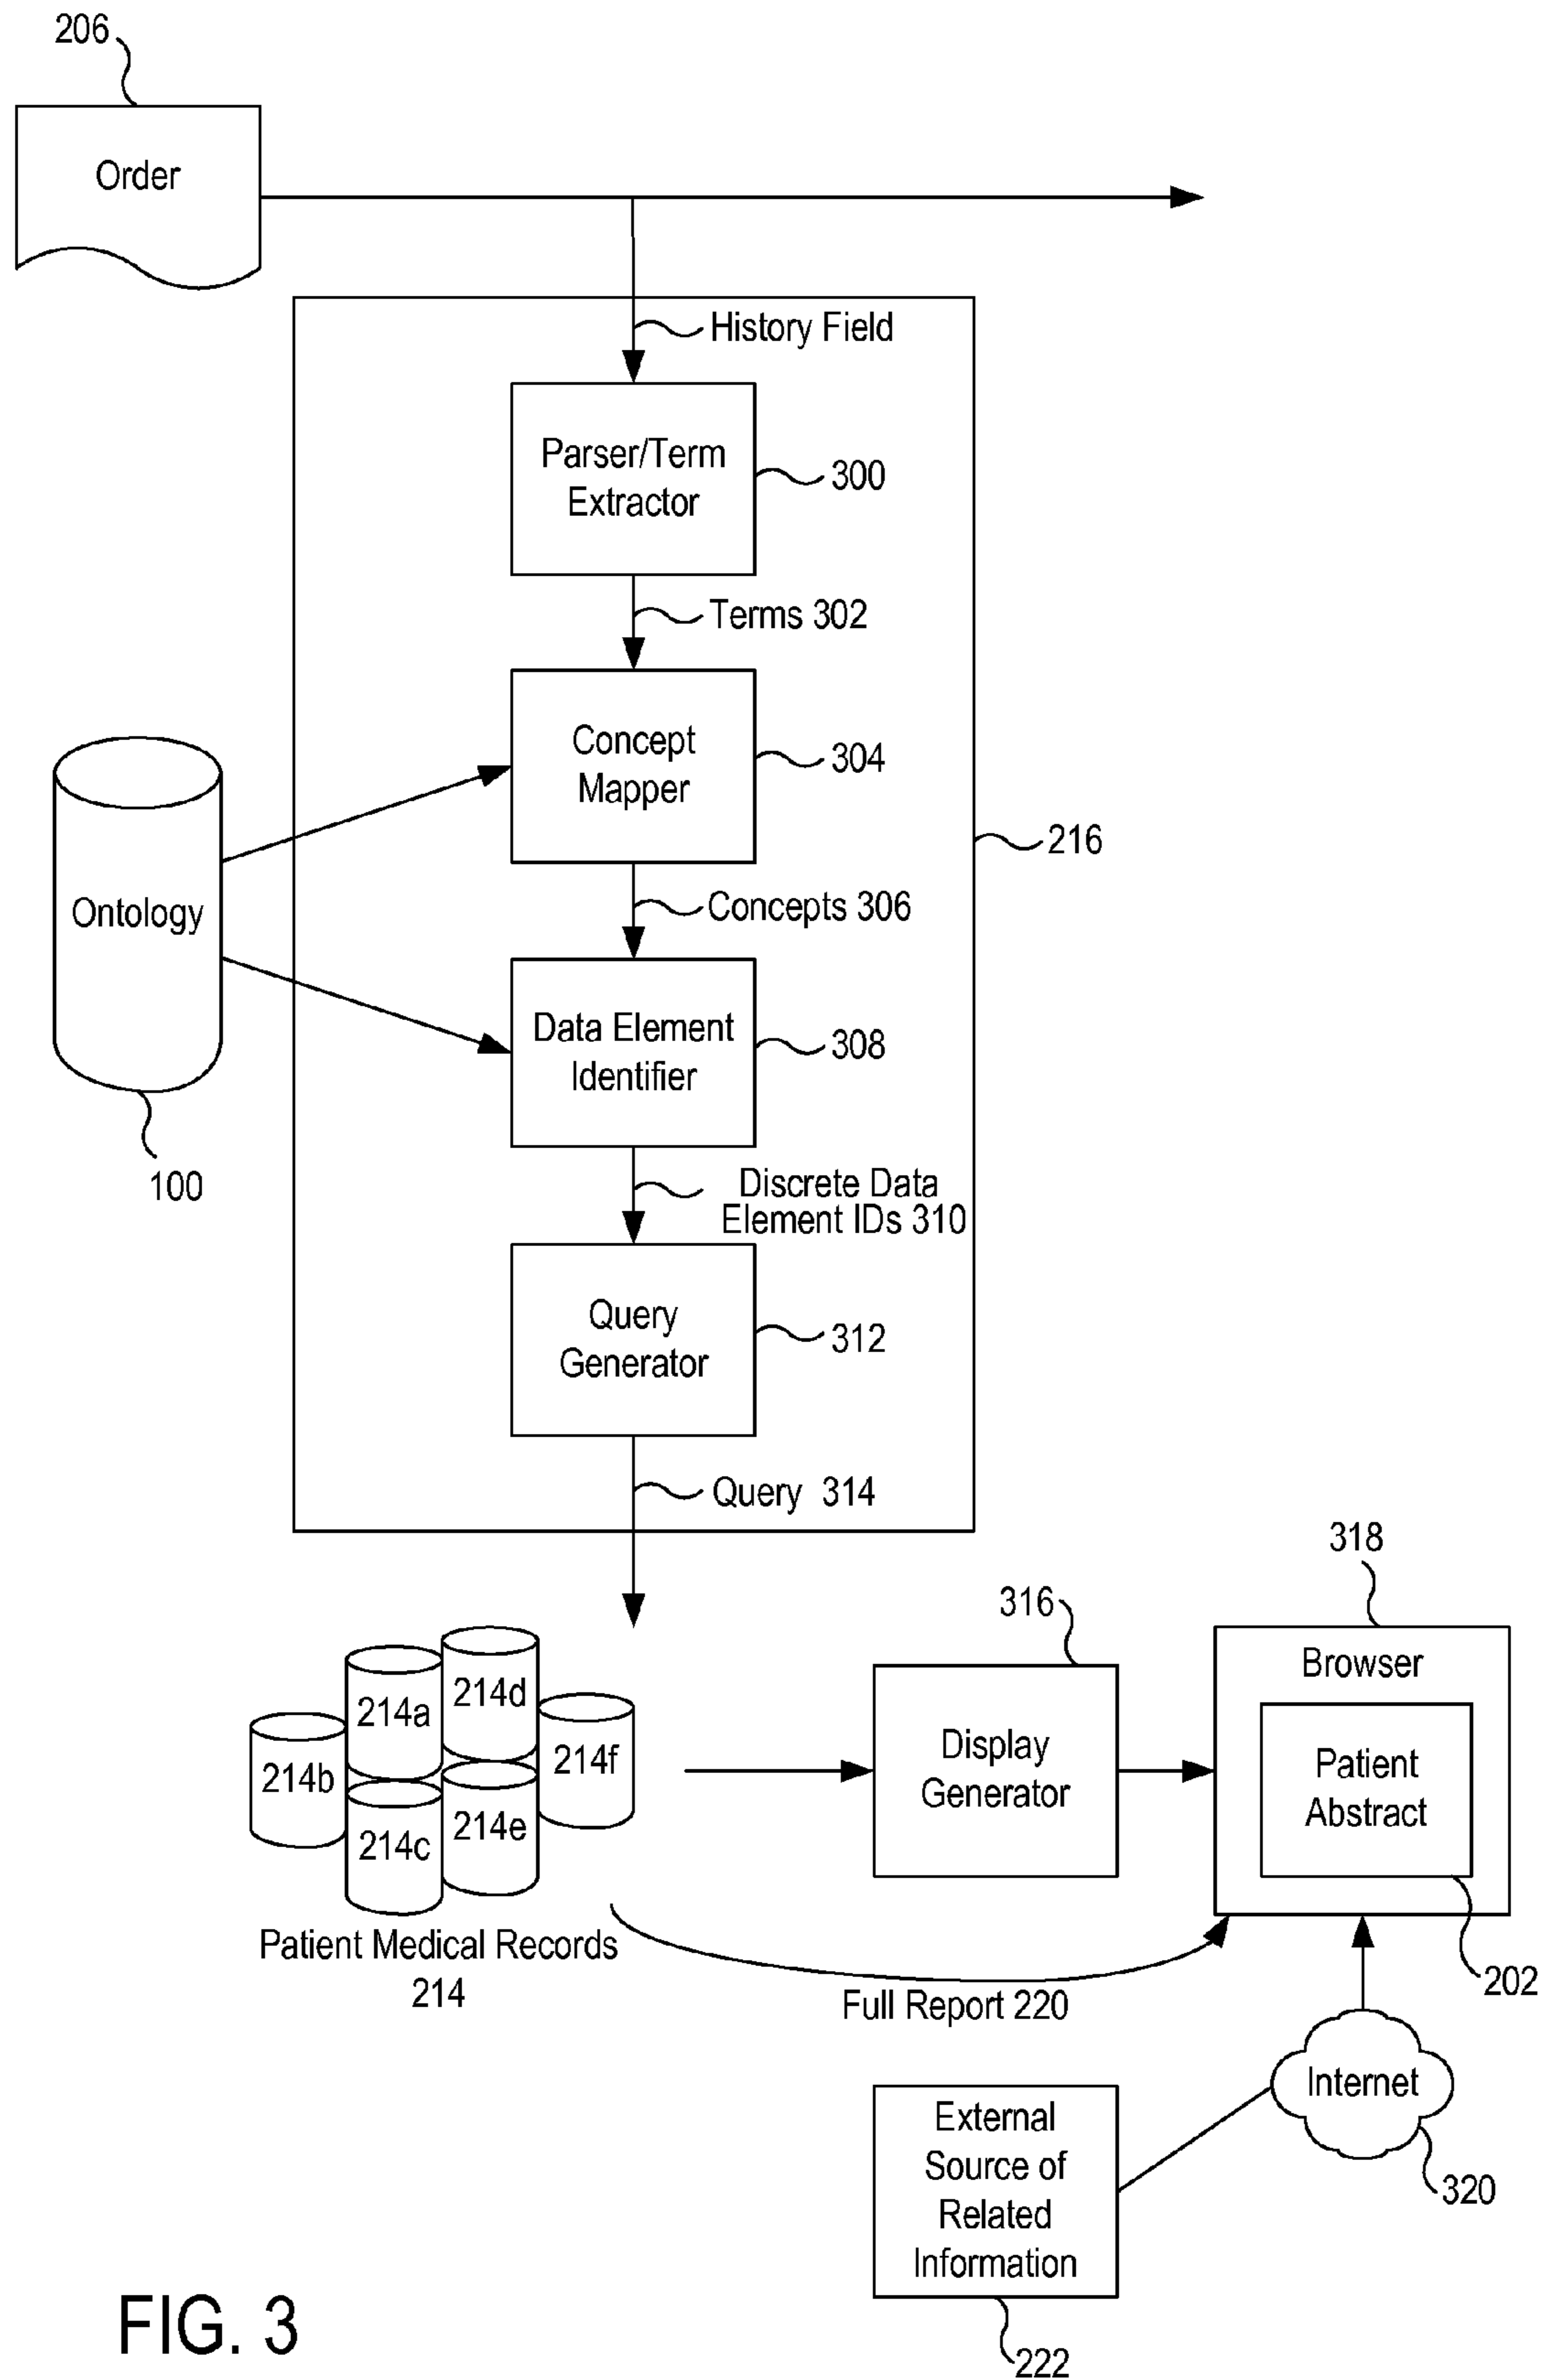 206
Order
History Field
Parser/Term
Extractor
300
Terms 302
Concept
Mapper
304
216
Ontology
Concepts 306
Data Element
Identifier
308
100
Discrete Data
Element IDs 310
Query
Generator
312
Query 314
318
316
Browser
214a
214d
214b
214f
214c
214e
Display
Generator
Patient
Abstract
Patient Medical Records
214
202
Full Report 220
Internet
External
Source of
Related
Information
320
222
FIG. 3